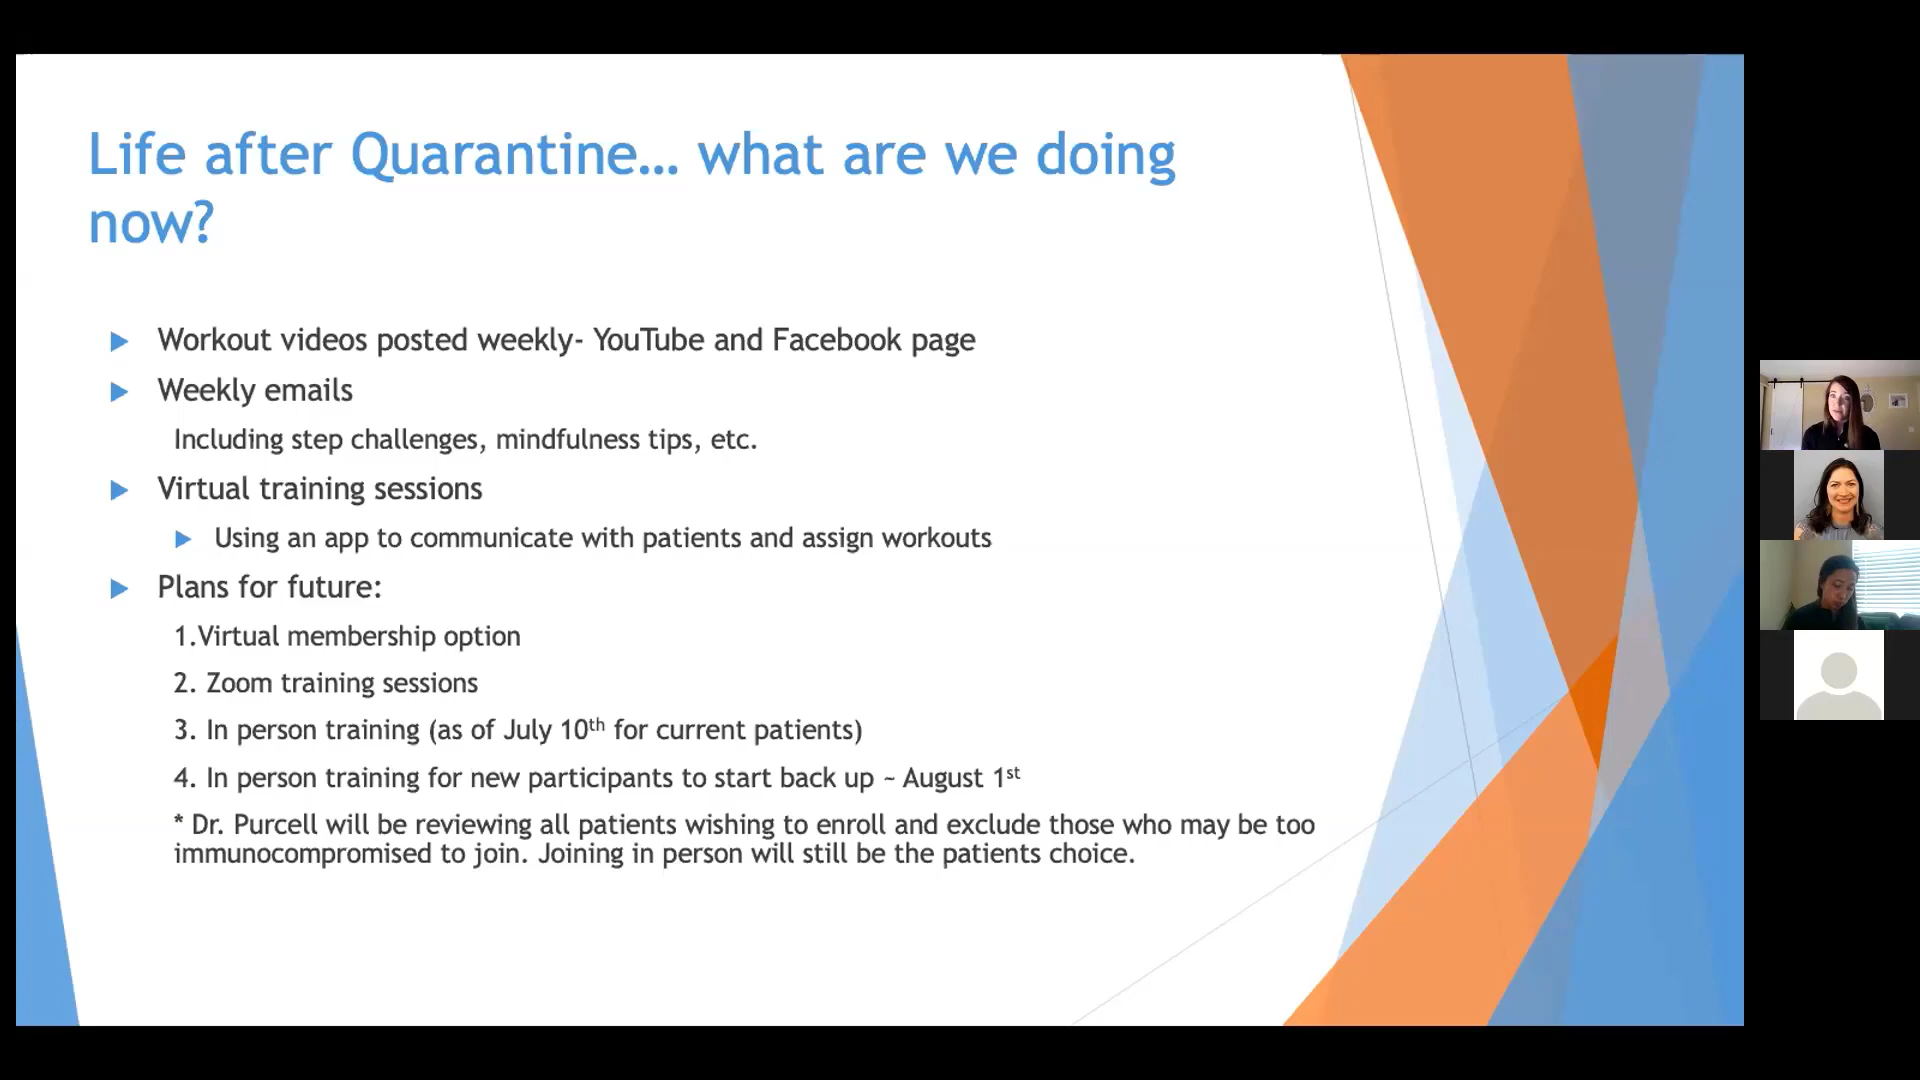 Life after Quarantine... what are we doing
now?
Workout videos posted weekly- YouTube and Facebook page
Weekly emails
Including step challenges, mindfulness tips, etc.
Virtual training sessions
Using an app to communicate with patients and assign workouts
Plans for future:
1.Virtual membership option
2. Zoom training sessions
3. In person training (as of July 10th for current patients)
4. In person training for new participants to start back up ~ August 1st
* Dr. Purcell will be reviewing all patients wishing to enroll and exclude those who may be too
immunocompromised to join. Joining in person will still be the patients choice.